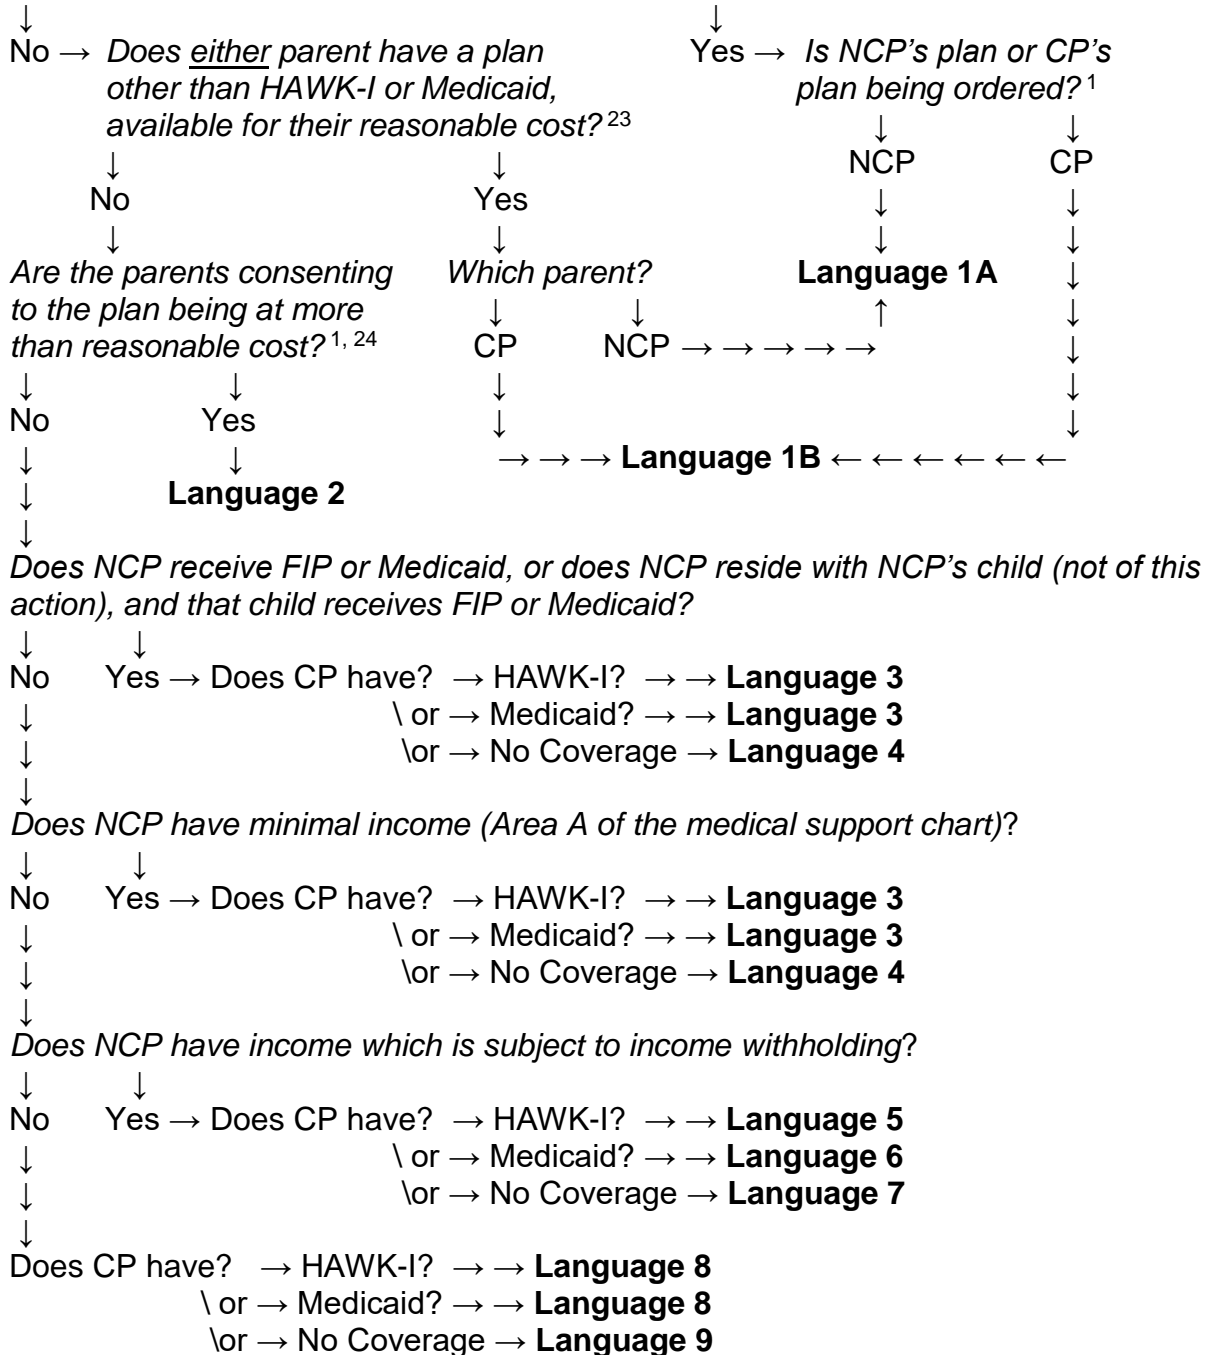 ↓ ↓
No → Does either parent have a plan Yes → Is NCP's plan or CP's
other than HAWK-I or Medicaid, plan being ordered? 1
available for their reasonable cost? 23 ↓ ↓
↓ ↓ NCP CP
No Yes ↓ ↓
↓ ↓ ↓ ↓
Are the parents consenting Which parent? Language 1A ↓
to the plan being at more ↓ ↓ ↑ ↓
than reasonable cost? 1, 24 CP NCP → → → → → ↓
↓ ↓ ↓ ↓
No Yes ↓ ↓
↓ ↓ → → → Language 1B ← ← ← ← ← ←
↓ Language 2
↓
Does NCP receive FIP or Medicaid, or does NCP reside with NCP's child (not of this
action), and that child receives FIP or Medicaid?
↓ ↓
No Yes → Does CP have? → HAWK-I? → → Language 3
↓ \ or → Medicaid? → → Language 3
↓ \or → No Coverage → Language 4
↓
Does NCP have minimal income (Area A of the medical support chart)?
↓ ↓
No Yes → Does CP have? → HAWK-I? → → Language 3
↓ \ or → Medicaid? → → Language 3
↓ \or → No Coverage → Language 4
↓
Does NCP have income which is subject to income withholding?
↓ ↓
No Yes → Does CP have? → HAWK-I? → → Language 5
↓ \ or → Medicaid? → → Language 6
↓ \or → No Coverage → Language 7
↓
Does CP have? → HAWK-I? → → Language 8
\ or → Medicaid? → → Language 8
\or → No Coverage → Language 9